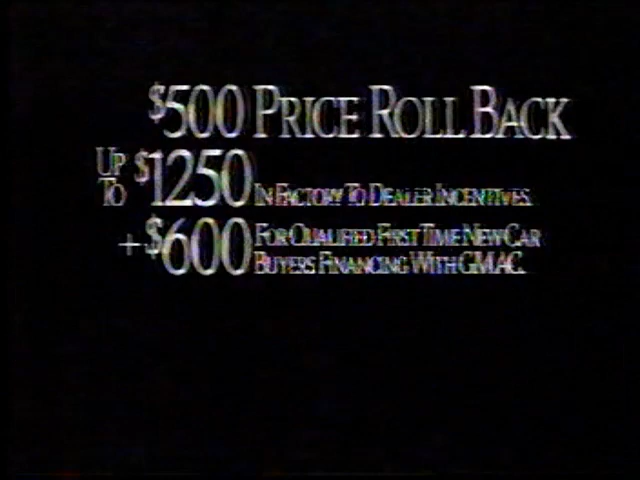 $500 PRICE ROLL BACK
UP TO $1250 IN FACTORY TO DEALER INCENTIVES.
+$600 FOR QUALIFIED FIRST TIME NEW CAR
BUYERS FINANCING WITH GMAC.